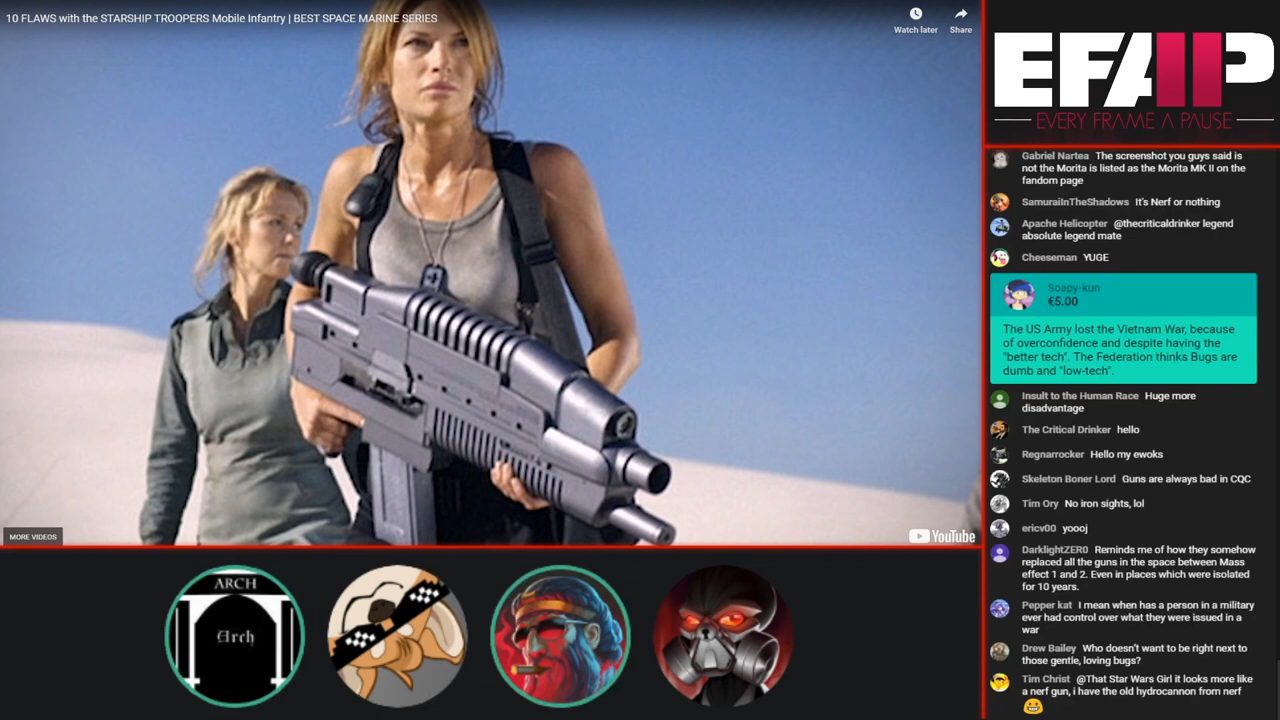 10 FLAWS with the STARSHIP TROOPERS Mobile Infantry | BEST SPACE MARINE SERIES
Watch later
Share
MORE VIDEOS
YouTube
ARCH
Arch
EFAP
EVERY FRAME A PAUSE
Gabriel Nartea The screenshot you guys said is
not the Morita is listed as the Morita MK II on the
fandom page
SamuraiInTheShadows It's Nerf or nothing
Apache Helicopter @thecriticaldrinker legend
absolute legend mate
Cheeseman YUGE
Soapy-kun
€5.00
The US Army lost the Vietnam War, because
of overconfidence and despite having the
"better tech". The Federation thinks Bugs are
dumb and "low-tech".
Insult to the Human Race Huge more
disadvantage
The Critical Drinker hello
Regnarrocker Hello my ewoks
Skeleton Boner Lord Guns are always bad in CQC
Tim Ory No iron sights, lol
ericv00 yoooj
DarklightZER0 Reminds me of how they somehow
replaced all the guns in the space between Mass
effect 1 and 2. Even in places which were isolated
for 10 years.
Pepper kat I mean when has a person in a military
ever had control over what they were issued in a
war
Drew Bailey Who doesn't want to be right next to
those gentle, loving bugs?
Tim Christ @That Star Wars Girl it looks more like
a nerf gun, i have the old hydrocannon from nerf